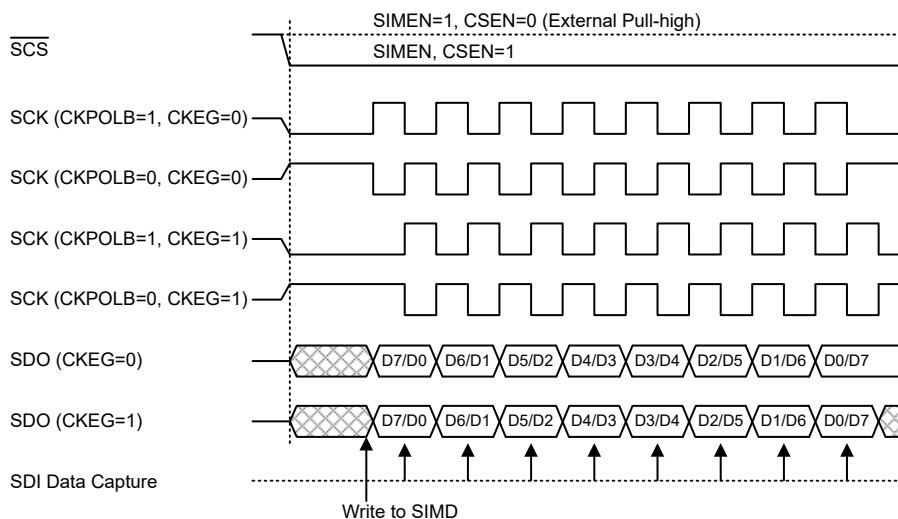 SIMEN=1, CSEN=0 (External Pull-high)
SCS
SIMEN, CSEN=1
SCK (CKPOLB=1, CKEG=0)
SCK (CKPOLB=0, CKEG=0)
SCK (CKPOLB=1, CKEG=1)
SCK (CKPOLB=0, CKEG=1)
SDO (CKEG=0) D7/D0 D6/D1 D5/D2 D4/D3 D3/D4 D2/D5 D1/D6 D0/D7
SDO (CKEG=1) D7/D0 D6/D1 D5/D2 D4/D3 D3/D4 D2/D5 D1/D6 D0/D7
SDI Data Capture
Write to SIMD